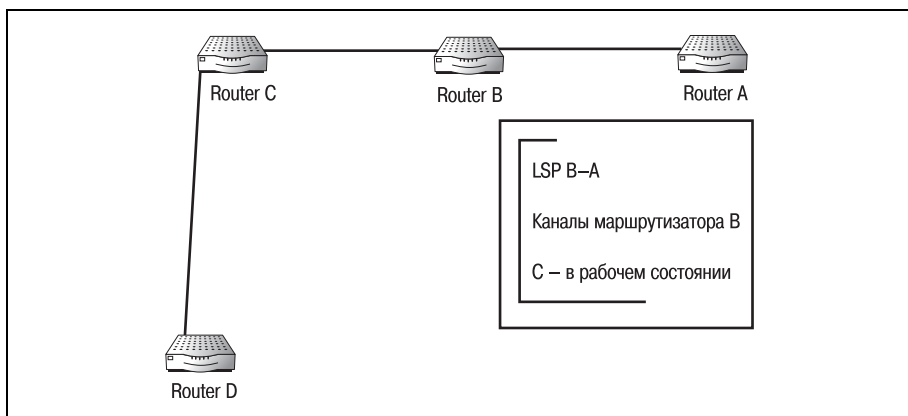 Router C
Router B
Router A
LSP B–A
Каналы маршрутизатора B
C – в рабочем состоянии
Router D